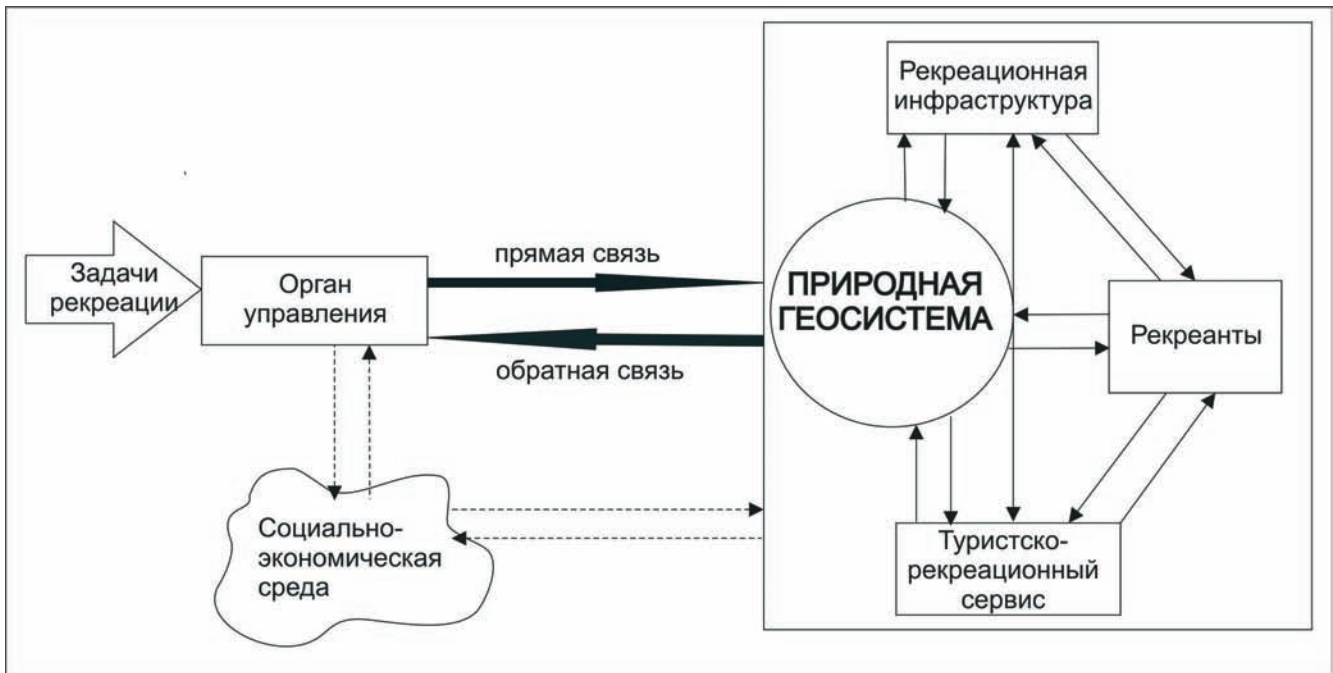 Задачи
рекреации
Орган
управления
прямая связь
обратная связь
Социально-
экономическая
среда
Рекреационная
инфраструктура
ПРИРОДНАЯ
ГЕОСИСТЕМА
Рекреанты
Туристско-
рекреационный
сервис